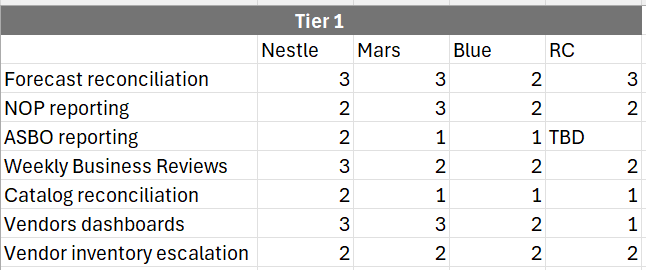 Tier 1
Nestle Mars Blue RC
Forecast reconciliation 3 3 2 3
NOP reporting 2 3 2 2
ASBO reporting 2 1 1 TBD
Weekly Business Reviews 3 2 2 2
Catalog reconciliation 2 1 1 1
Vendors dashboards 3 3 2 1
Vendor inventory escalation 2 2 2 2